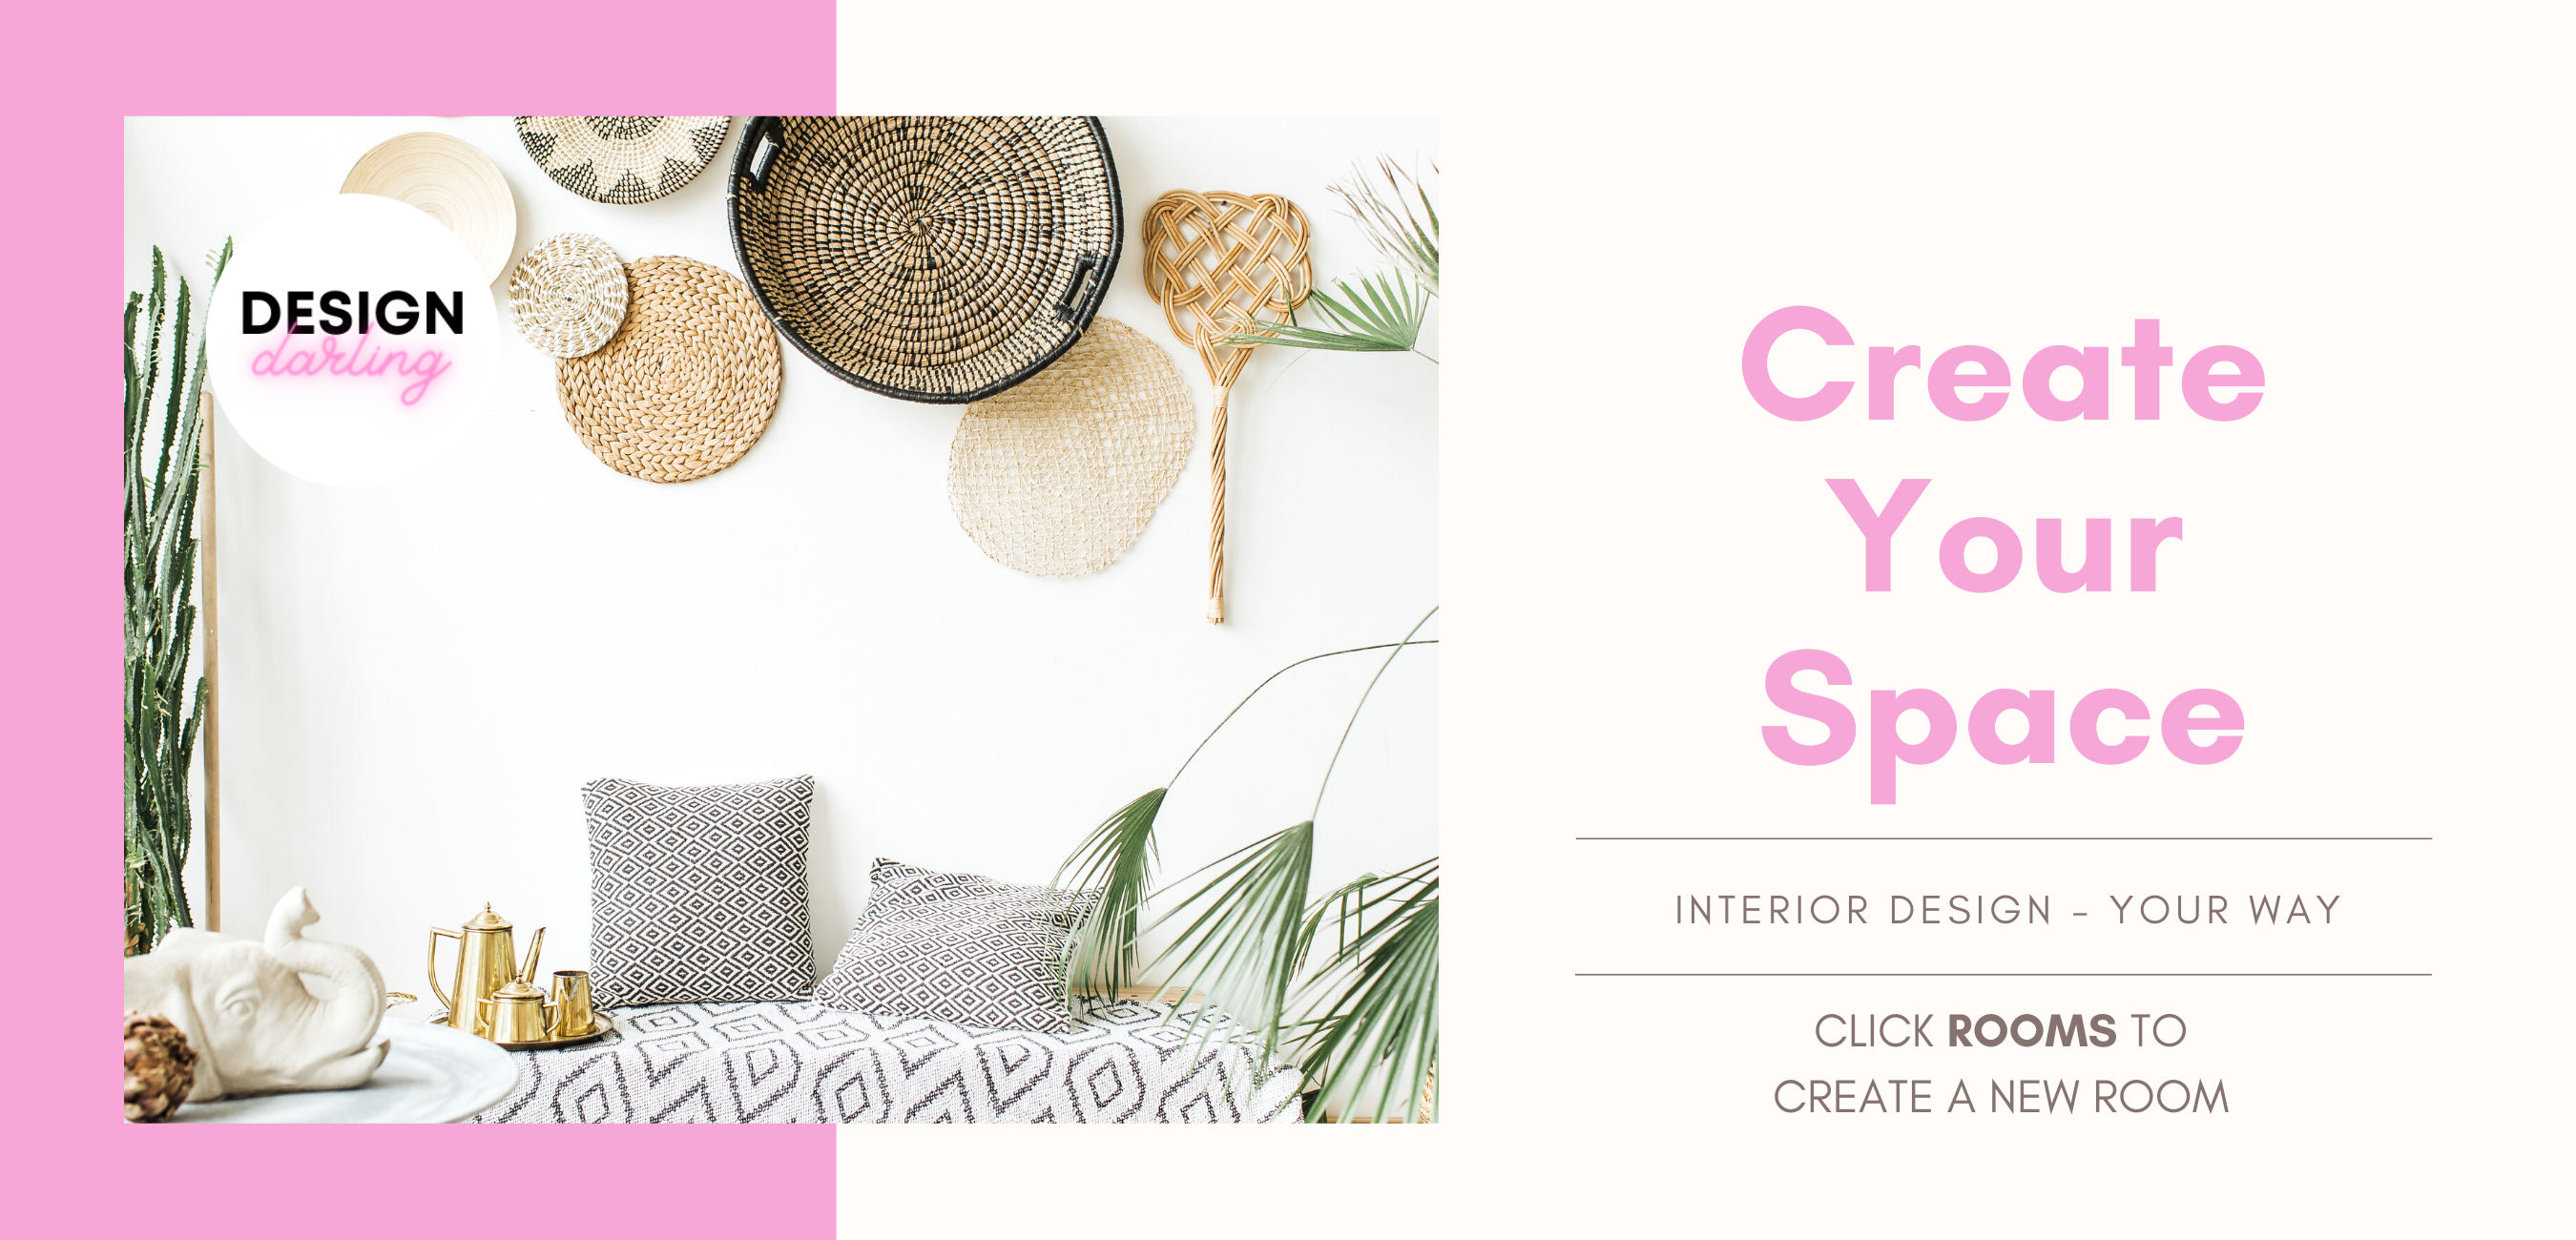 DESIGN
darling
Create
Your
Space
INTERIOR DESIGN - YOUR WAY
CLICK ROOMS TO
CREATE A NEW ROOM